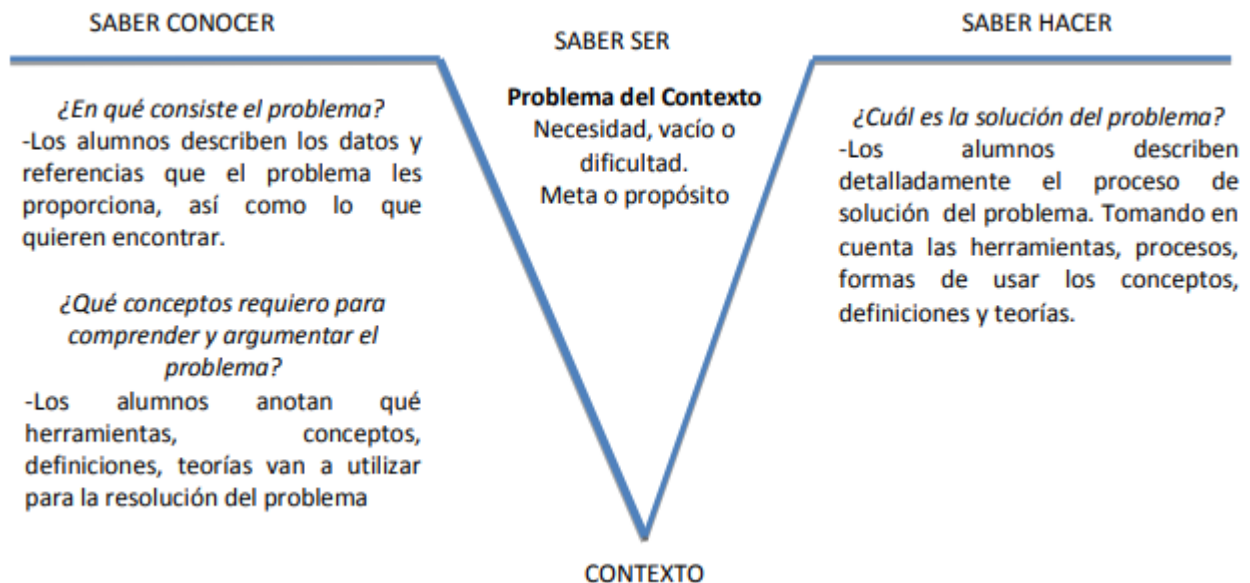 SABER CONOCER
¿En qué consiste el problema?
-Los alumnos describen los datos y
referencias que el problema les
proporciona, así como lo que
quieren encontrar.
¿Qué conceptos requiero para
comprender y argumentar el
problema?
-Los alumnos anotan qué
herramientas, conceptos,
definiciones, teorías van a utilizar
para la resolución del problema
SABER SER
Problema del Contexto
Necesidad, vacío o
dificultad.
Meta o propósito
SABER HACER
¿Cuál es la solución del problema?
-Los alumnos describen
detalladamente el proceso de
solución del problema. Tomando en
cuenta las herramientas, procesos,
formas de usar los conceptos,
definiciones y teorías.
CONTEXTO